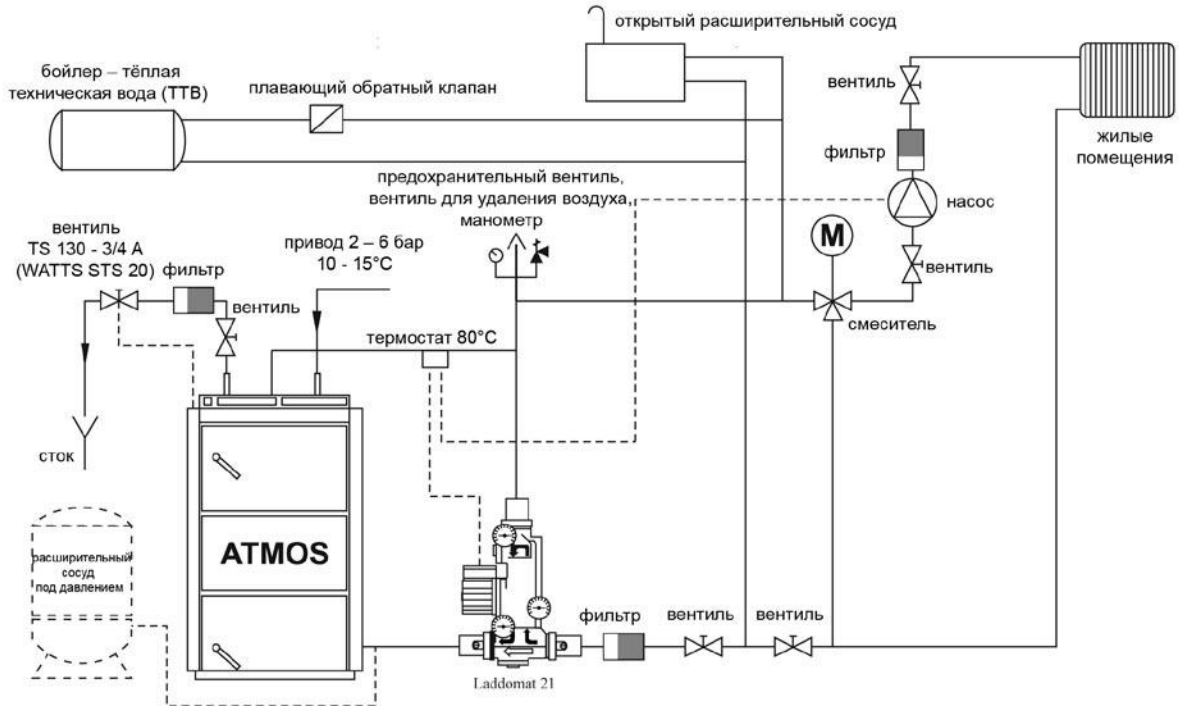 открытый расширительный сосуд
бойлер – тёплая
техническая вода (ТТВ)
плавающий обратный клапан
вентиль
жилые
помещения
фильтр
предохранительный вентиль,
вентиль для удаления воздуха,
манометр
насос
вентиль
TS 130 - 3/4 A
(WATTS STS 20)
фильтр
привод 2 – 6 бар
10 - 15°C
M
вентиль
вентиль
смеситель
термостат 80°C
сток
ATMOS
расширительный
сосуд
под давлением
фильтр
вентиль
вентиль
Laddomat 21